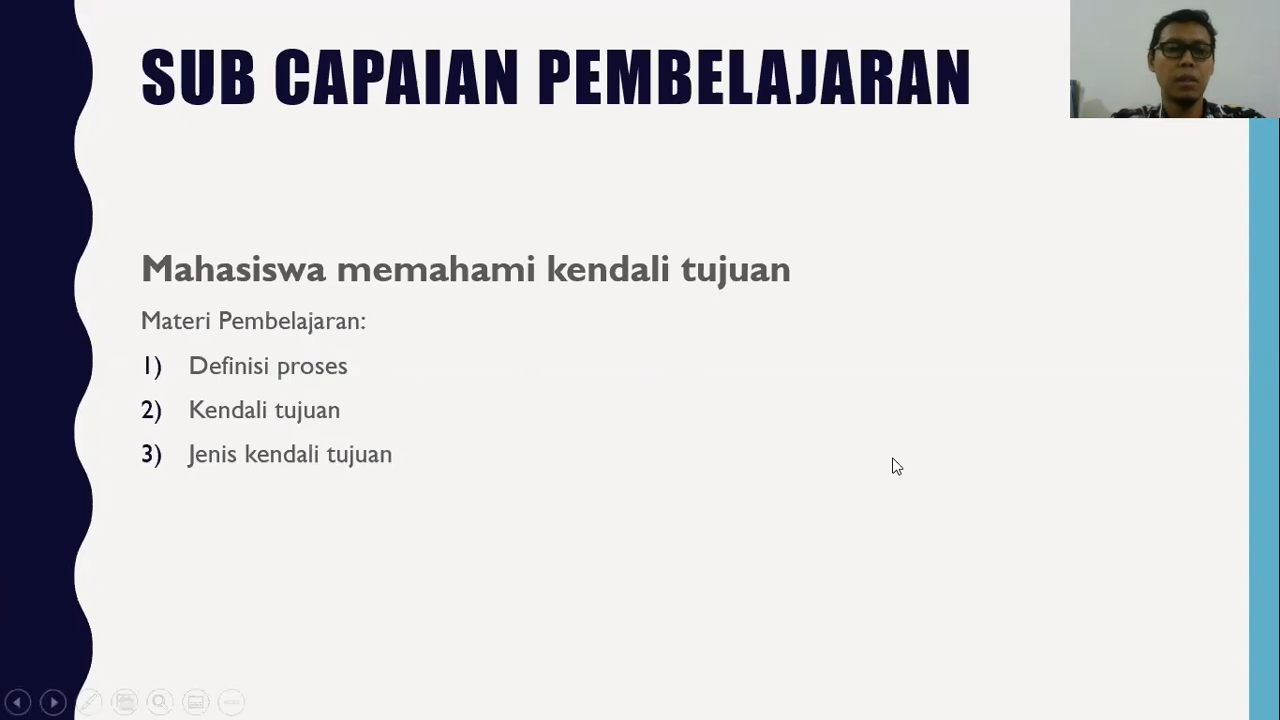 SUB CAPAIAN PEMBELAJARAN
Mahasiswa memahami kendali tujuan
Materi Pembelajaran:
1) Definisi proses
2) Kendali tujuan
3) Jenis kendali tujuan